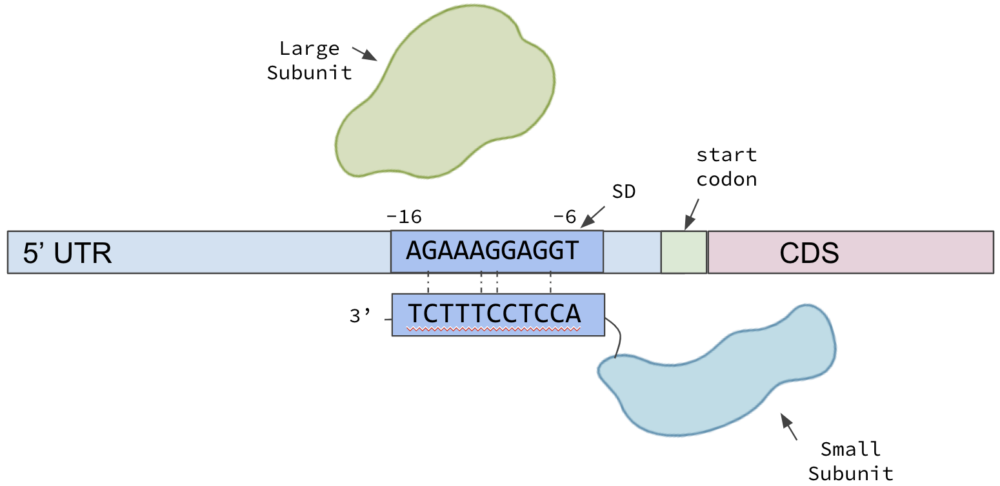 Large
Subunit
start
codon
SD
−16
−6
5’ UTR
AGAAAGGAGGT
CDS
3’
TCTTTCCTCCA
Small
Subunit